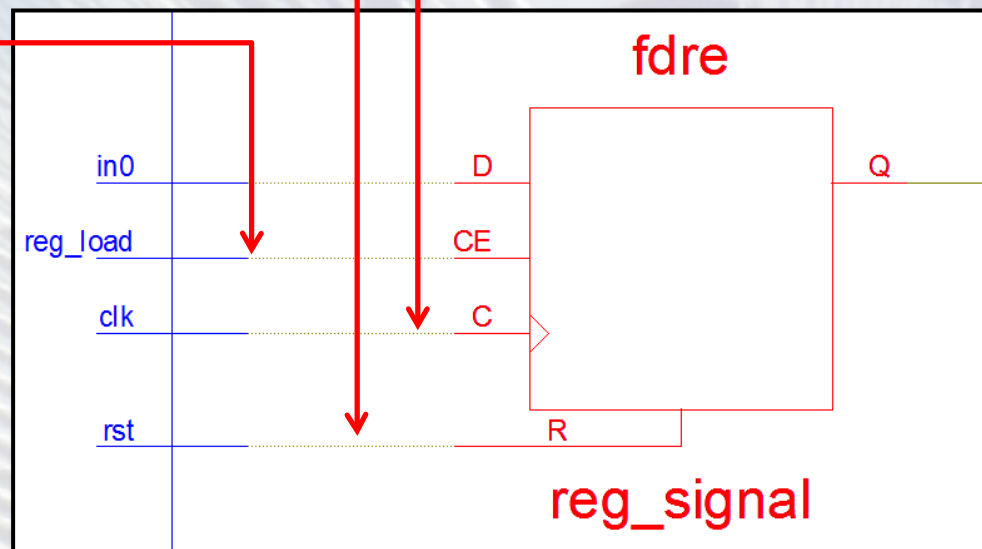 fdre
in0
D
Q
reg_load
CE
clk
C
rst
R
reg_signal